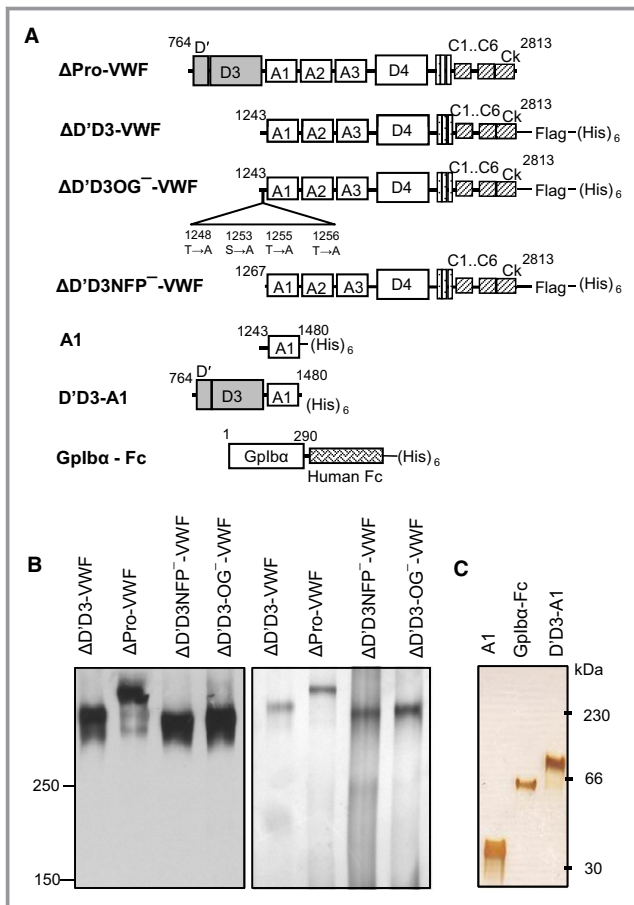 A
764 D′ 2813
C1..C6 Ck
ΔPro-VWF D3 A1 A2 A3 D4
1243 C1..C6 Ck 2813
ΔD'D3-VWF A1 A2 A3 D4 Flag–(His)6
1243 C1..C6 Ck 2813
ΔD'D3OG¯-VWF A1 A2 A3 D4 Flag–(His)6
1248 1253 1255 1256
T→A S→A T→A T→A
1267 C1..C6 Ck 2813
ΔD'D3NFP¯-VWF A1 A2 A3 D4 Flag–(His)6
1243 1480
A1 A1 (His)6
764 D′ 1480
D'D3-A1 D3 A1 (His)6
1 290
GpIbα - Fc GpIbα (His)6
Human Fc
B
ΔD'D3-VWF
ΔPro-VWF
ΔD'D3NFP¯-VWF
ΔD'D3-OG¯-VWF
ΔD'D3-VWF
ΔPro-VWF
ΔD'D3NFP¯-VWF
ΔD'D3-OG¯-VWF
250
150
C
A1
GpIbα-Fc
D'D3-A1
kDa
230
66
30